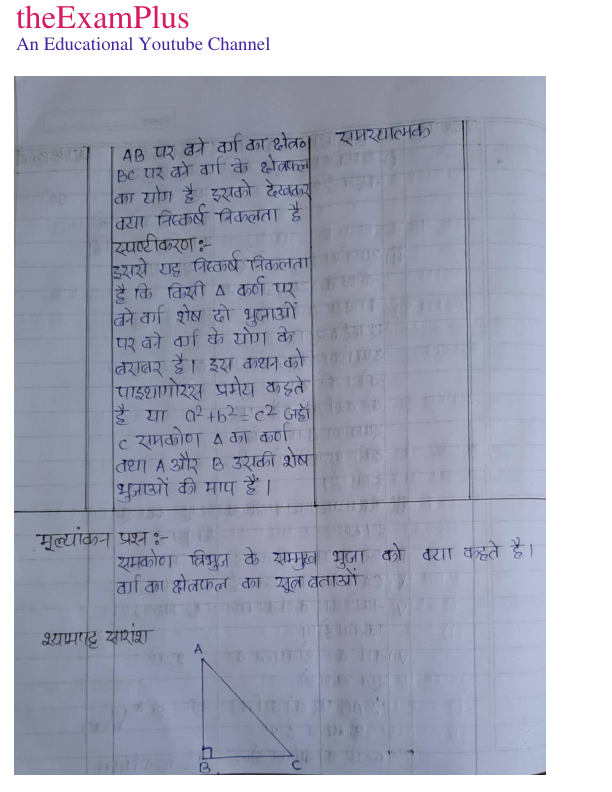 theExamPlus
An Educational Youtube Channel
AB पर बने वर्ग का क्षेत्र०
समस्यात्मक
BC पर बने वर्ग के क्षेत्रफल
का योग है इसको देखकर
क्या निष्कर्ष निकलता है
स्पष्टीकरण :-
इससे यह निष्कर्ष निकलता
है कि किसी Δ कर्ण पर
बने वर्ग शेष दो भुजाओं
पर बने वर्ग के योग के
बराबर है। इस कथन को
पाइथागोरस प्रमेय कहते
है या a²+b²=c² जहाँ
c समकोण Δ का कर्ण
तथा A और B उसकी शेष
भुजाओं की माप हैं।
मूल्यांकन प्रश्न :-
समकोण त्रिभुज के सम्मुख भुजा को क्या कहते है।
वर्ग का क्षेत्रफल का सूत्र बताओं
श्यामपट्ट सारांश
A
B C